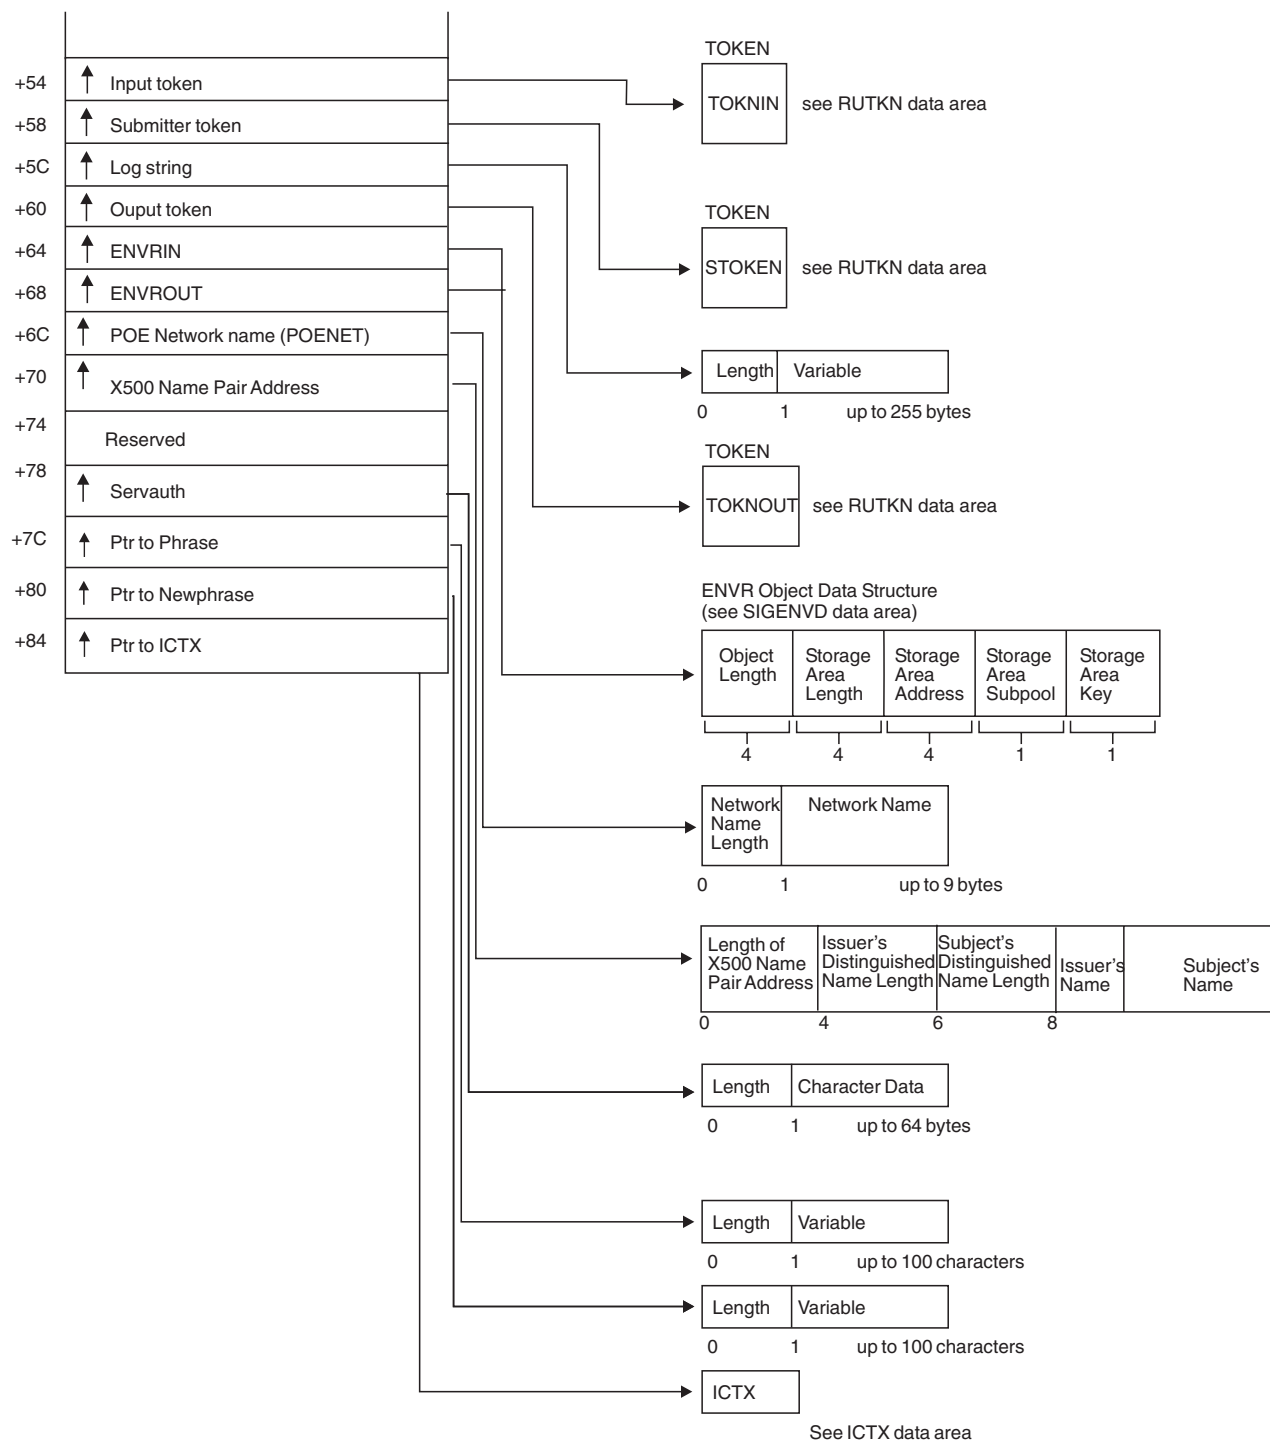 +54 Input token
+58 Submitter token
+5C Log string
+60 Ouput token
+64 ENVRIN
+68 ENVROUT
+6C POE Network name (POENET)
+70 X500 Name Pair Address
+74 Reserved
+78 Servauth
+7C Ptr to Phrase
+80 Ptr to Newphrase
+84 Ptr to ICTX
TOKEN
TOKNIN see RUTKN data area
TOKEN
STOKEN see RUTKN data area
Length Variable
0 1 up to 255 bytes
TOKEN
TOKNOUT see RUTKN data area
ENVR Object Data Structure
(see SIGENVD data area)
Object Length
Storage Area Length
Storage Area Address
Storage Area Subpool
Storage Area Key
4 4 4 1 1
Network Name Length
Network Name
0 1 up to 9 bytes
Length of X500 Name Pair Address
Issuer's Distinguished Name Length
Subject's Distinguished Name Length
Issuer's Name
Subject's Name
0 4 6 8
Length Character Data
0 1 up to 64 bytes
Length Variable
0 1 up to 100 characters
Length Variable
0 1 up to 100 characters
ICTX
See ICTX data area